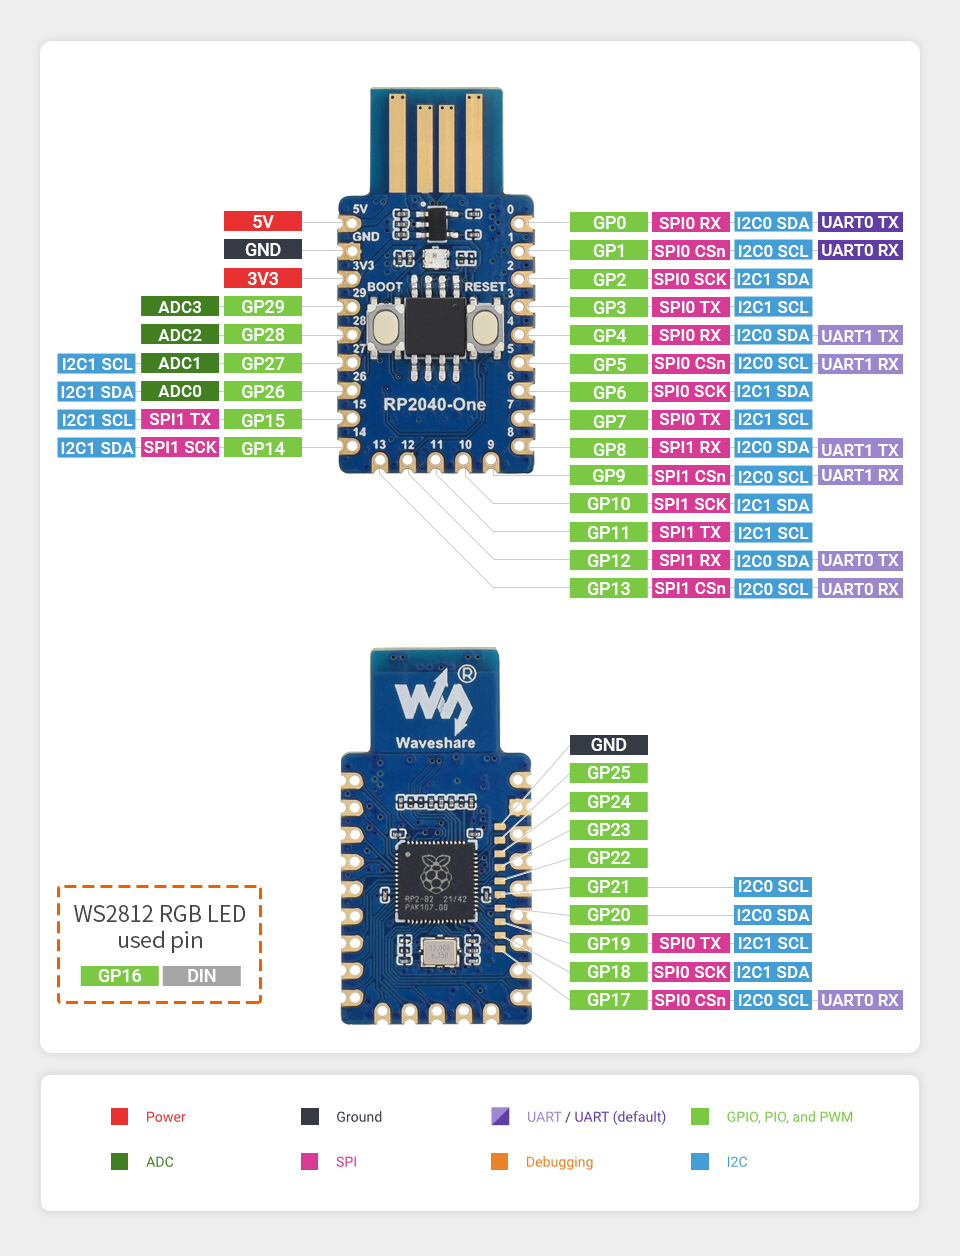 5V
GND
3V3
ADC3 GP29
ADC2 GP28
I2C1 SCL ADC1 GP27
I2C1 SDA ADC0 GP26
I2C1 SCL SPI1 TX GP15
I2C1 SDA SPI1 SCK GP14
5V
GND
3V3
29
28
27
26
15
14
BOOT
RESET
RP2040-One
0
1
2
3
4
5
6
7
8
13 12 11 10 9
GP0 SPI0 RX I2C0 SDA UART0 TX
GP1 SPI0 CSn I2C0 SCL UART0 RX
GP2 SPI0 SCK I2C1 SDA
GP3 SPI0 TX I2C1 SCL
GP4 SPI0 RX I2C0 SDA UART1 TX
GP5 SPI0 CSn I2C0 SCL UART1 RX
GP6 SPI0 SCK I2C1 SDA
GP7 SPI0 TX I2C1 SCL
GP8 SPI1 RX I2C0 SDA UART1 TX
GP9 SPI1 CSn I2C0 SCL UART1 RX
GP10 SPI1 SCK I2C1 SDA
GP11 SPI1 TX I2C1 SCL
GP12 SPI1 RX I2C0 SDA UART0 TX
GP13 SPI1 CSn I2C0 SCL UART0 RX
®
Waveshare
RP2-B2 21/42
PAK107.00
GND
GP25
GP24
GP23
GP22
GP21 I2C0 SCL
GP20 I2C0 SDA
GP19 SPI0 TX I2C1 SCL
GP18 SPI0 SCK I2C1 SDA
GP17 SPI0 CSn I2C0 SCL UART0 RX
WS2812 RGB LED
used pin
GP16 DIN
Power
Ground
UART / UART (default)
GPIO, PIO, and PWM
ADC
SPI
Debugging
I2C